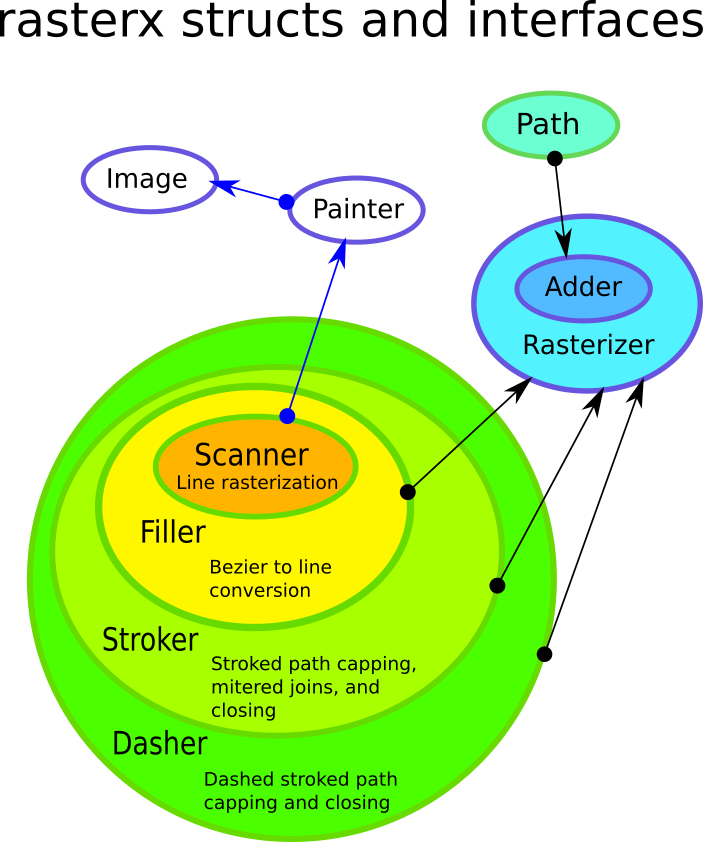 rasterx structs and interfaces
Path
Image
Painter
Adder
Rasterizer
Scanner
Line rasterization
Filler
Bezier to line
conversion
Stroker
Stroked path capping,
mitered joins, and
closing
Dasher
Dashed stroked path
capping and closing